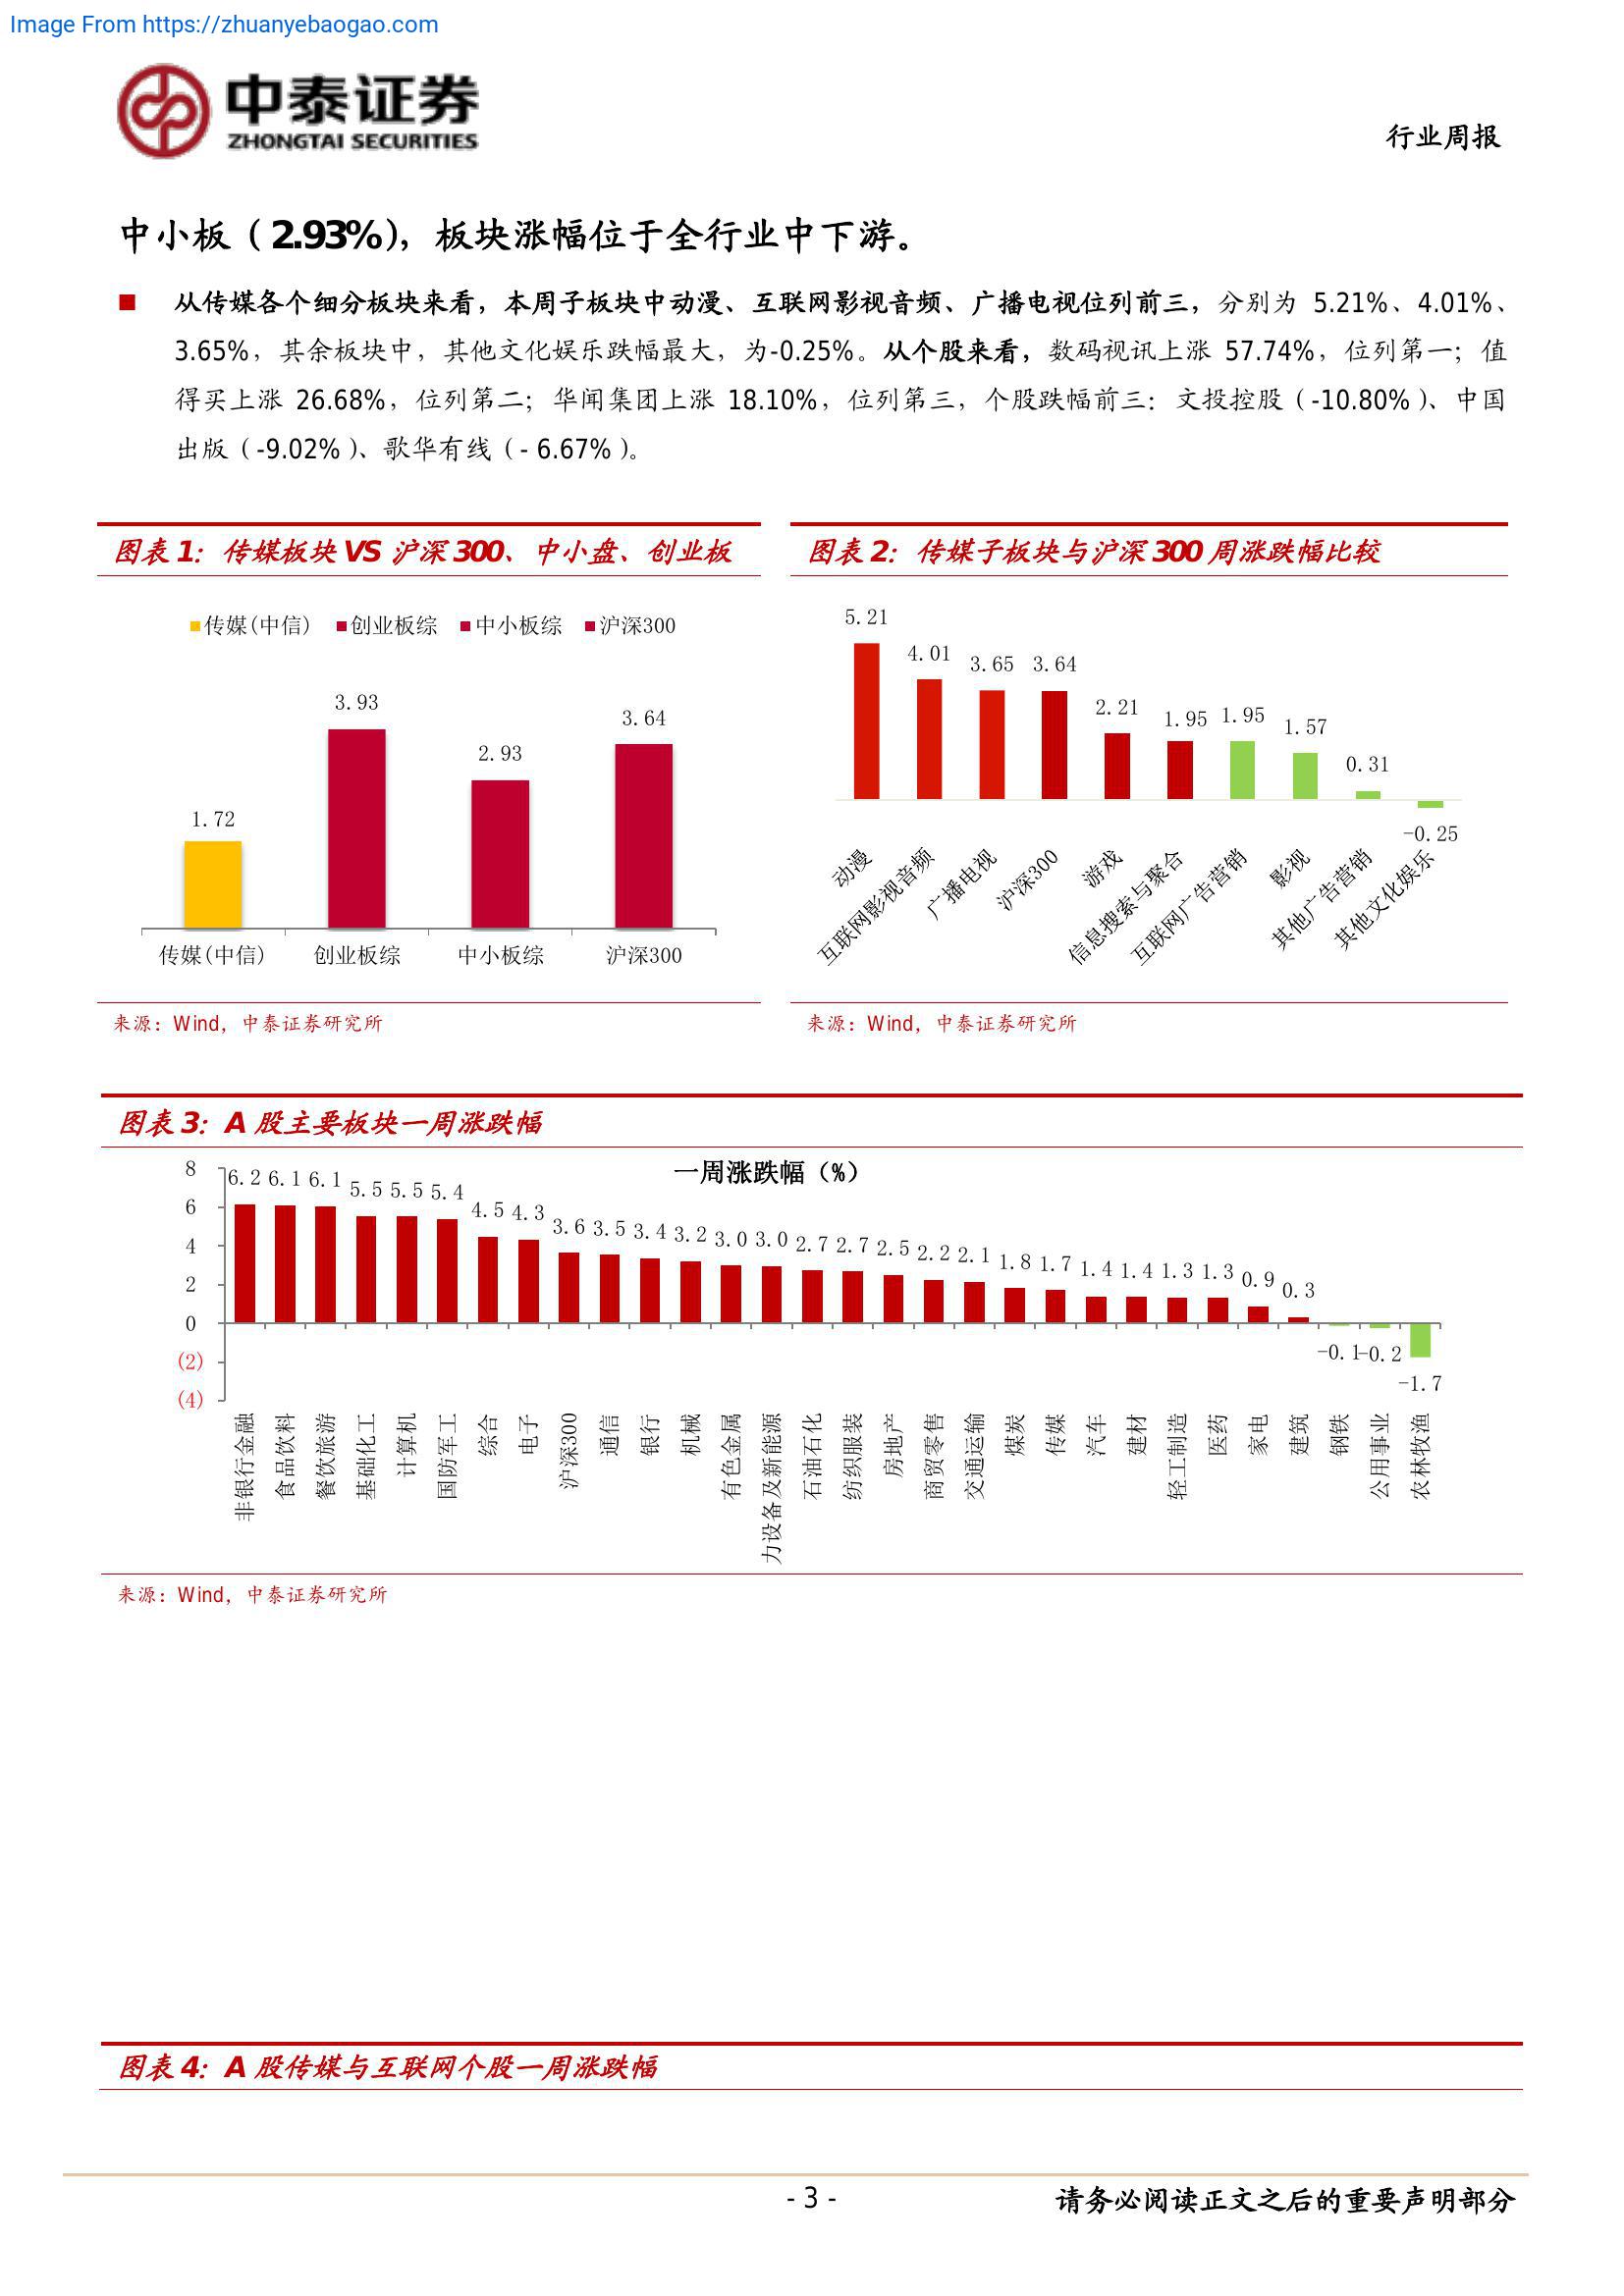 Image From https://zhuanyebaogao.com
中泰证券
ZHONGTAI SECURITIES
行业周报
中小板（2.93%），板块涨幅位于全行业中下游。
■ 从传媒各个细分板块来看，本周子板块中动漫、互联网影视音频、广播电视位列前三，分别为 5.21%、4.01%、
3.65%，其余板块中，其他文化娱乐跌幅最大，为-0.25%。从个股来看，数码视讯上涨 57.74%，位列第一；值
得买上涨 26.68%，位列第二；华闻集团上涨 18.10%，位列第三，个股跌幅前三：文投控股（-10.80%）、中国
出版（-9.02%）、歌华有线（- 6.67%）。
图表 1：传媒板块 VS 沪深 300、中小盘、创业板
传媒(中信) 创业板综 中小板综 沪深300
3.93
3.64
2.93
1.72
传媒(中信) 创业板综 中小板综 沪深300
来源：Wind，中泰证券研究所
图表 2：传媒子板块与沪深 300 周涨跌幅比较
5.21
4.01
3.65
3.64
2.21
1.95
1.95
1.57
0.31
-0.25
动漫
互联网影视音频
广播电视
沪深300
游戏
信息搜索与聚合
互联网广告营销
影视
其他广告营销
其他文化娱乐
来源：Wind，中泰证券研究所
图表 3：A 股主要板块一周涨跌幅
一周涨跌幅（%）
8
6
4
2
0
(2)
(4)
6.2 6.1 6.1 5.5 5.5 5.4 4.5 4.3 3.6 3.5 3.4 3.2 3.0 3.0 2.7 2.7 2.5 2.2 2.1 1.8 1.7 1.4 1.4 1.3 1.3 0.9 0.3 -0.1 -0.2 -1.7
非银行金融
食品饮料
餐饮旅游
基础化工
计算机
国防军工
综合
电子
沪深300
通信
银行
机械
有色金属
力设备及新能源
石油石化
纺织服装
房地产
商贸零售
交通运输
煤炭
传媒
汽车
建材
轻工制造
医药
家电
建筑
钢铁
公用事业
农林牧渔
来源：Wind，中泰证券研究所
图表 4：A 股传媒与互联网个股一周涨跌幅
- 3 -
请务必阅读正文之后的重要声明部分